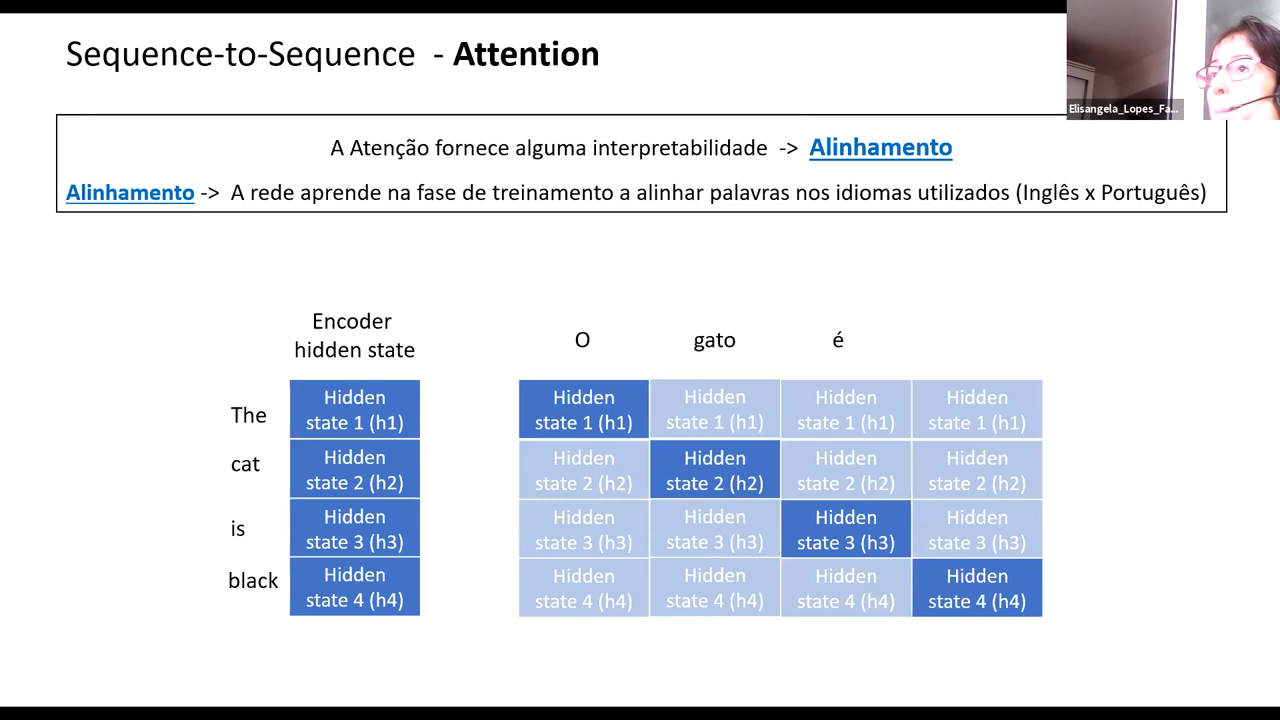 Sequence-to-Sequence - Attention
Elisangela_Lopes_Fa...
A Atenção fornece alguma interpretabilidade -> Alinhamento
Alinhamento -> A rede aprende na fase de treinamento a alinhar palavras nos idiomas utilizados (Inglês x Português)
Encoder
hidden state
O gato é
The
Hidden
state 1 (h1)
Hidden
state 1 (h1)
Hidden
state 1 (h1)
Hidden
state 1 (h1)
Hidden
state 1 (h1)
cat
Hidden
state 2 (h2)
Hidden
state 2 (h2)
Hidden
state 2 (h2)
Hidden
state 2 (h2)
Hidden
state 2 (h2)
is
Hidden
state 3 (h3)
Hidden
state 3 (h3)
Hidden
state 3 (h3)
Hidden
state 3 (h3)
Hidden
state 3 (h3)
black
Hidden
state 4 (h4)
Hidden
state 4 (h4)
Hidden
state 4 (h4)
Hidden
state 4 (h4)
Hidden
state 4 (h4)